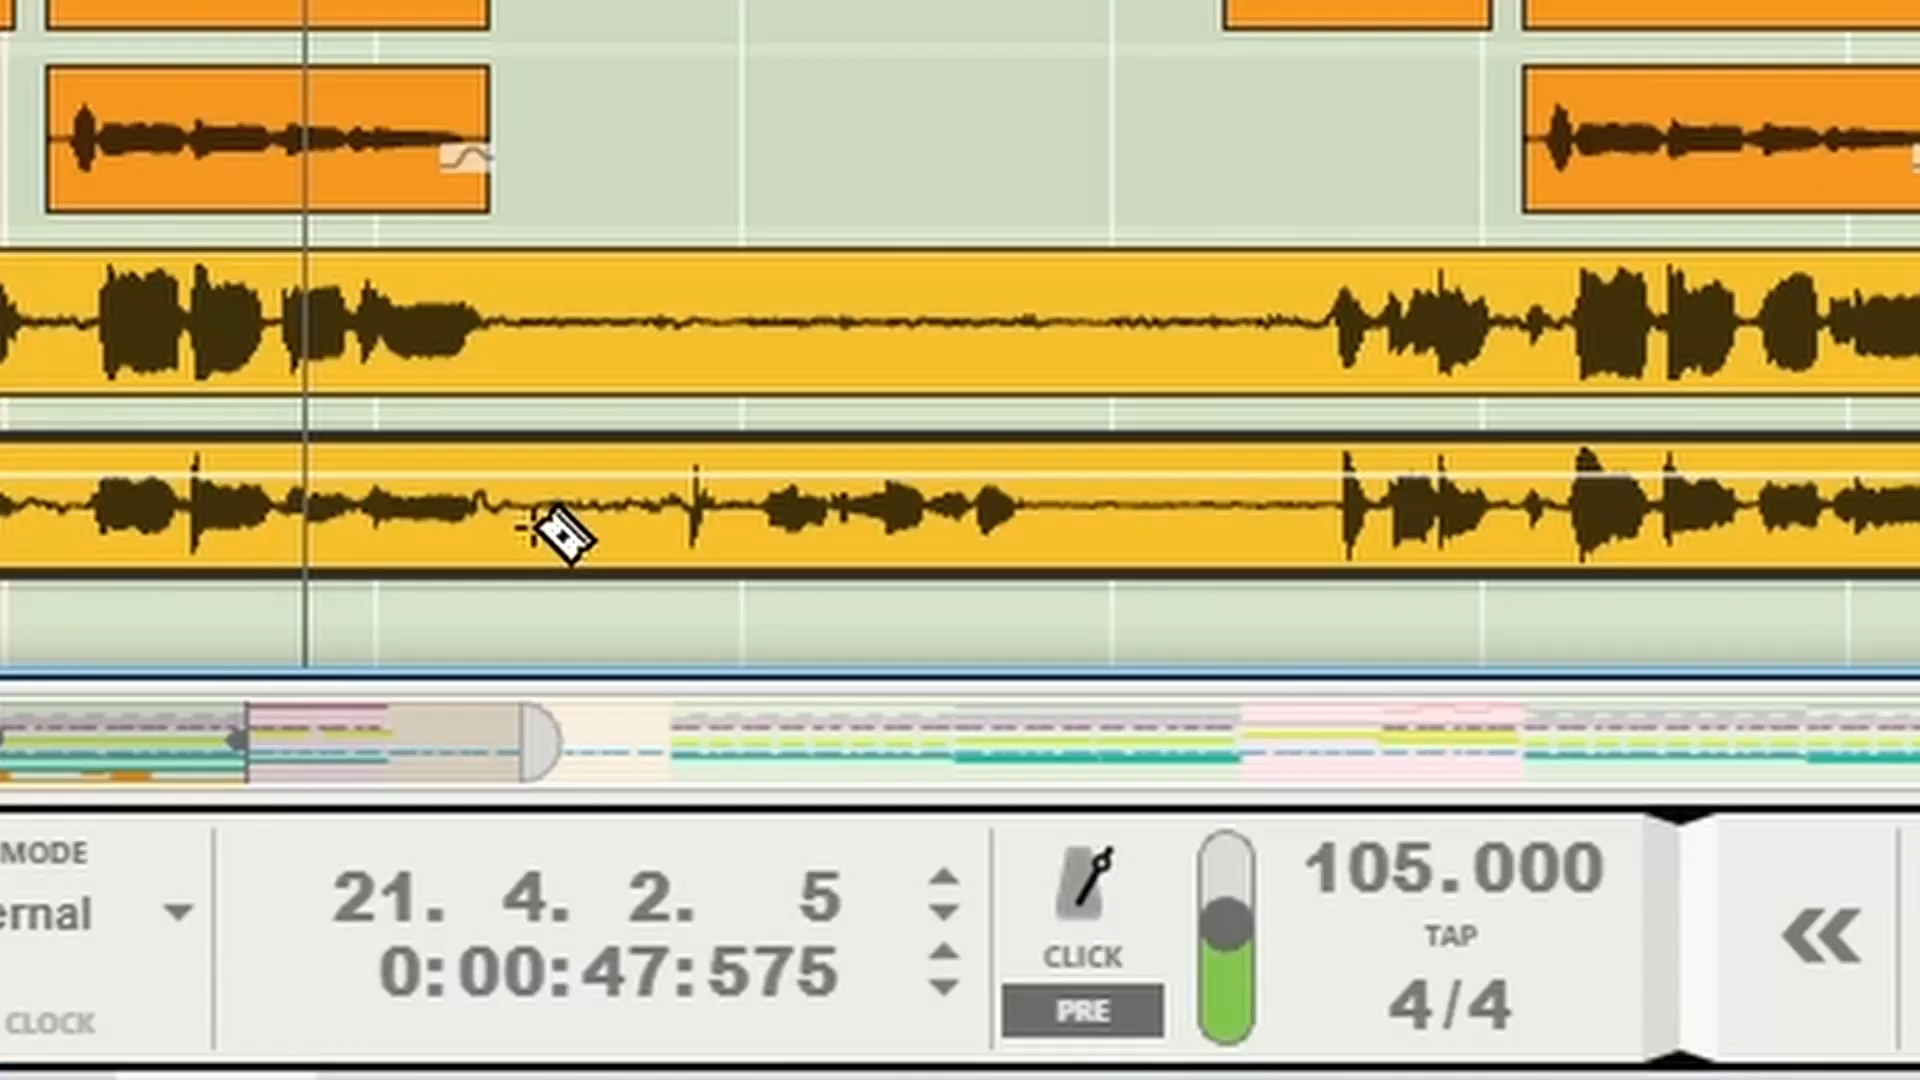 MODE
ernal
CLOCK
21. 4. 2. 5
0:00:47:575
CLICK
PRE
105.000
TAP
4/4